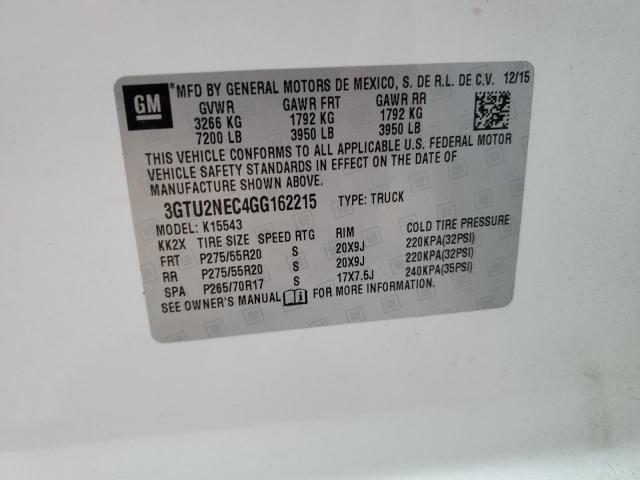 GM
*MFD BY GENERAL MOTORS DE MEXICO, S. DE R.L. DE C.V. 12/15
GVWR GAWR FRT GAWR RR
3266 KG 1792 KG 1792 KG
7200 LB 3950 LB 3950 LB
THIS VEHICLE CONFORMS TO ALL APPLICABLE U.S. FEDERAL MOTOR
VEHICLE SAFETY STANDARDS IN EFFECT ON THE DATE OF
MANUFACTURE SHOWN ABOVE.
3GTU2NEC4GG162215 TYPE: TRUCK
MODEL: K15543
KK2X TIRE SIZE SPEED RTG RIM COLD TIRE PRESSURE
FRT P275/55R20 S 20X9J 220KPA(32PSI)
RR P275/55R20 S 20X9J 220KPA(32PSI)
SPA P265/70R17 S 17X7.5J 240KPA(35PSI)
SEE OWNER'S MANUAL FOR MORE INFORMATION.